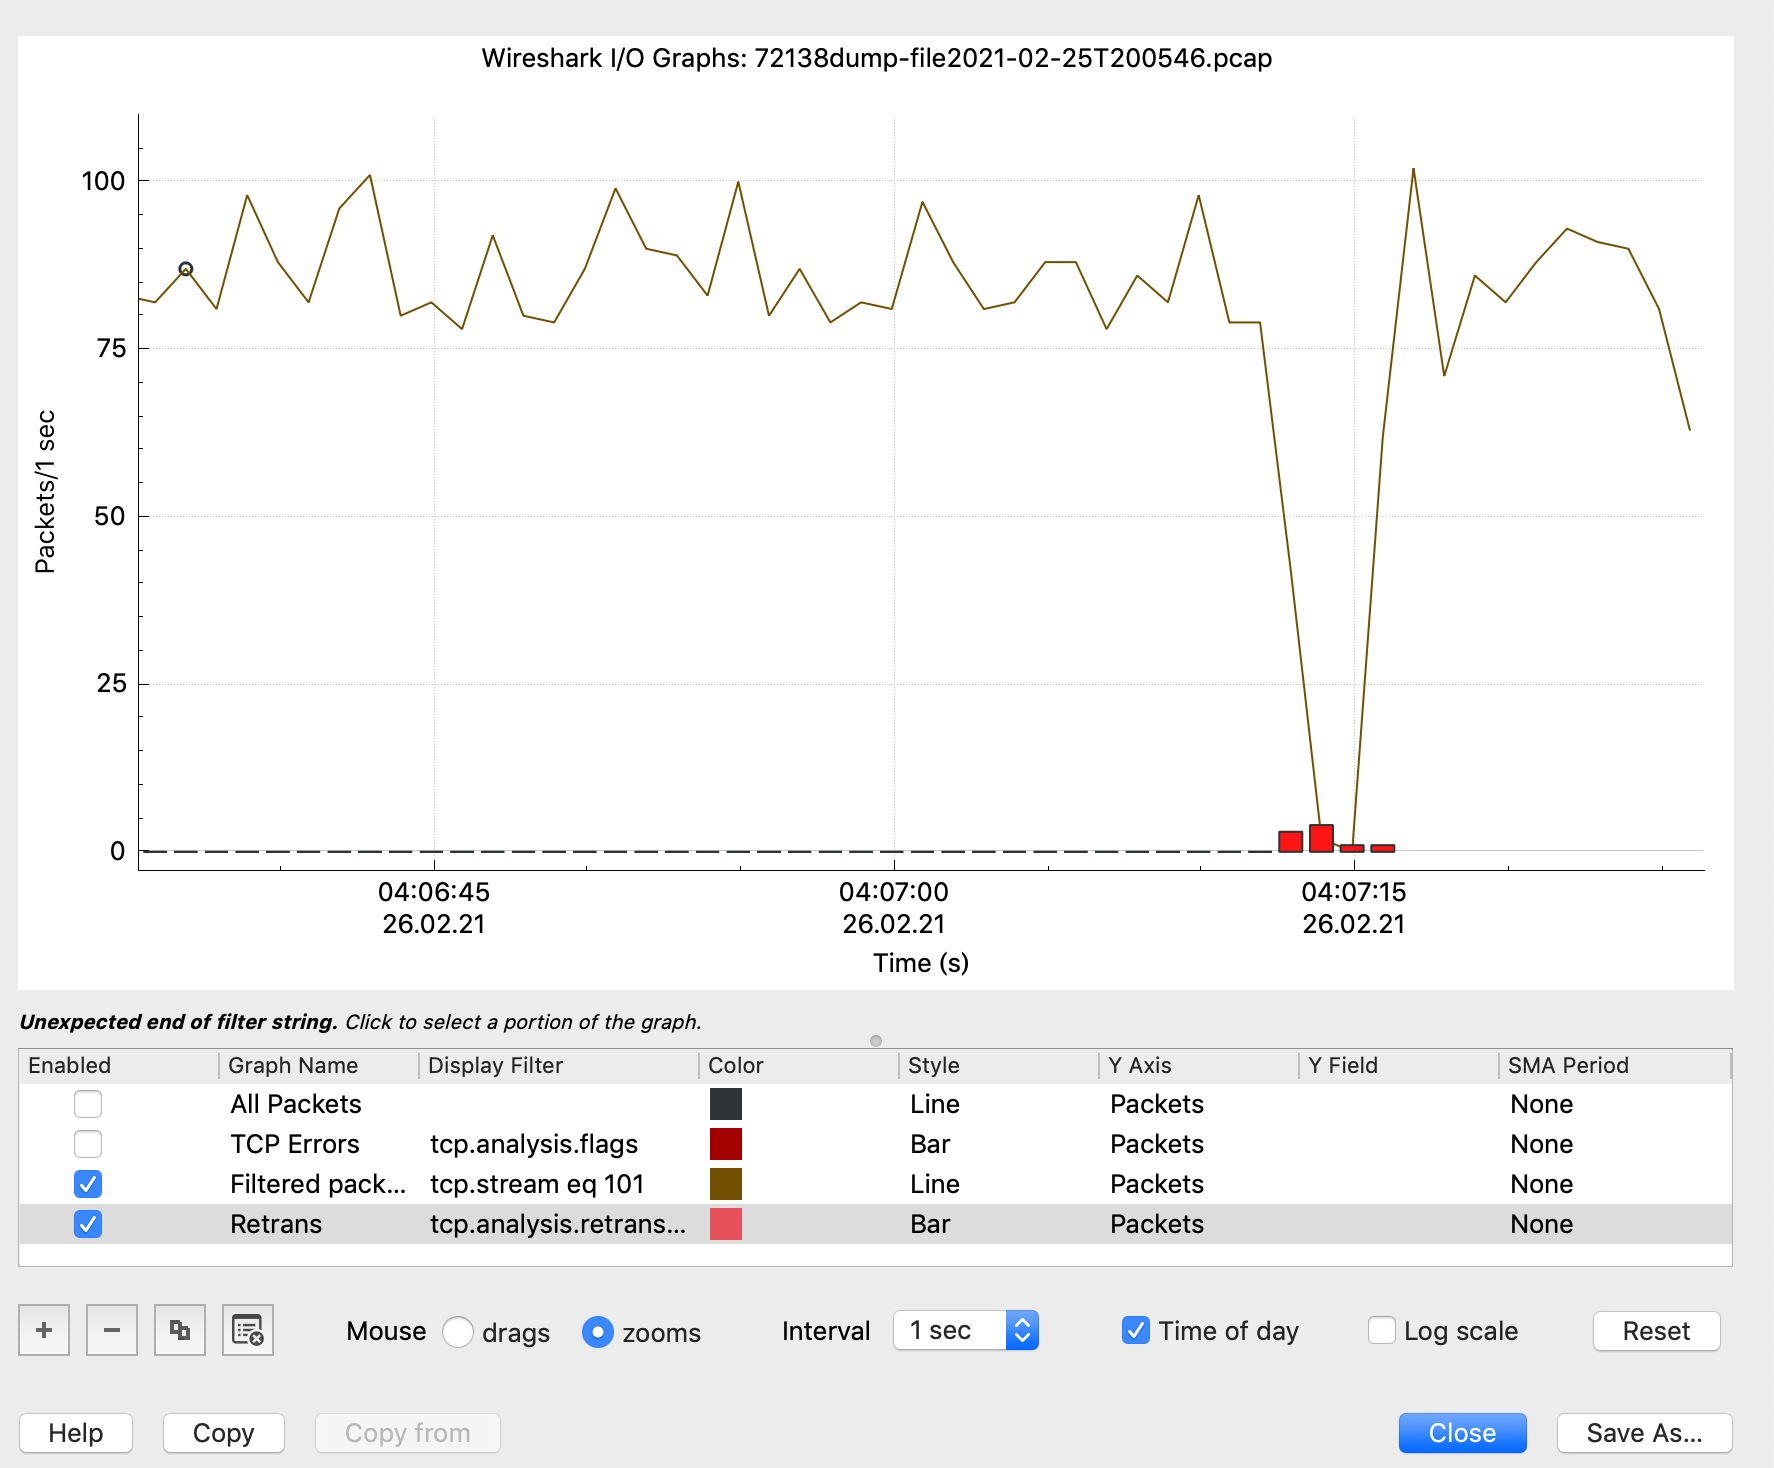 Wireshark I/O Graphs: 72138dump-file2021-02-25T200546.pcap
100
75
50
25
0
Packets/1 sec
04:06:45 04:07:00 04:07:15
26.02.21 26.02.21 26.02.21
Time (s)
Unexpected end of filter string. Click to select a portion of the graph.
Enabled Graph Name Display Filter Color Style Y Axis Y Field SMA Period
All Packets Line Packets None
TCP Errors tcp.analysis.flags Bar Packets None
Filtered pack... tcp.stream eq 101 Line Packets None
Retrans tcp.analysis.retrans... Bar Packets None
+ − Mouse drags zooms Interval 1 sec Time of day Log scale Reset
Help Copy Copy from Close Save As...